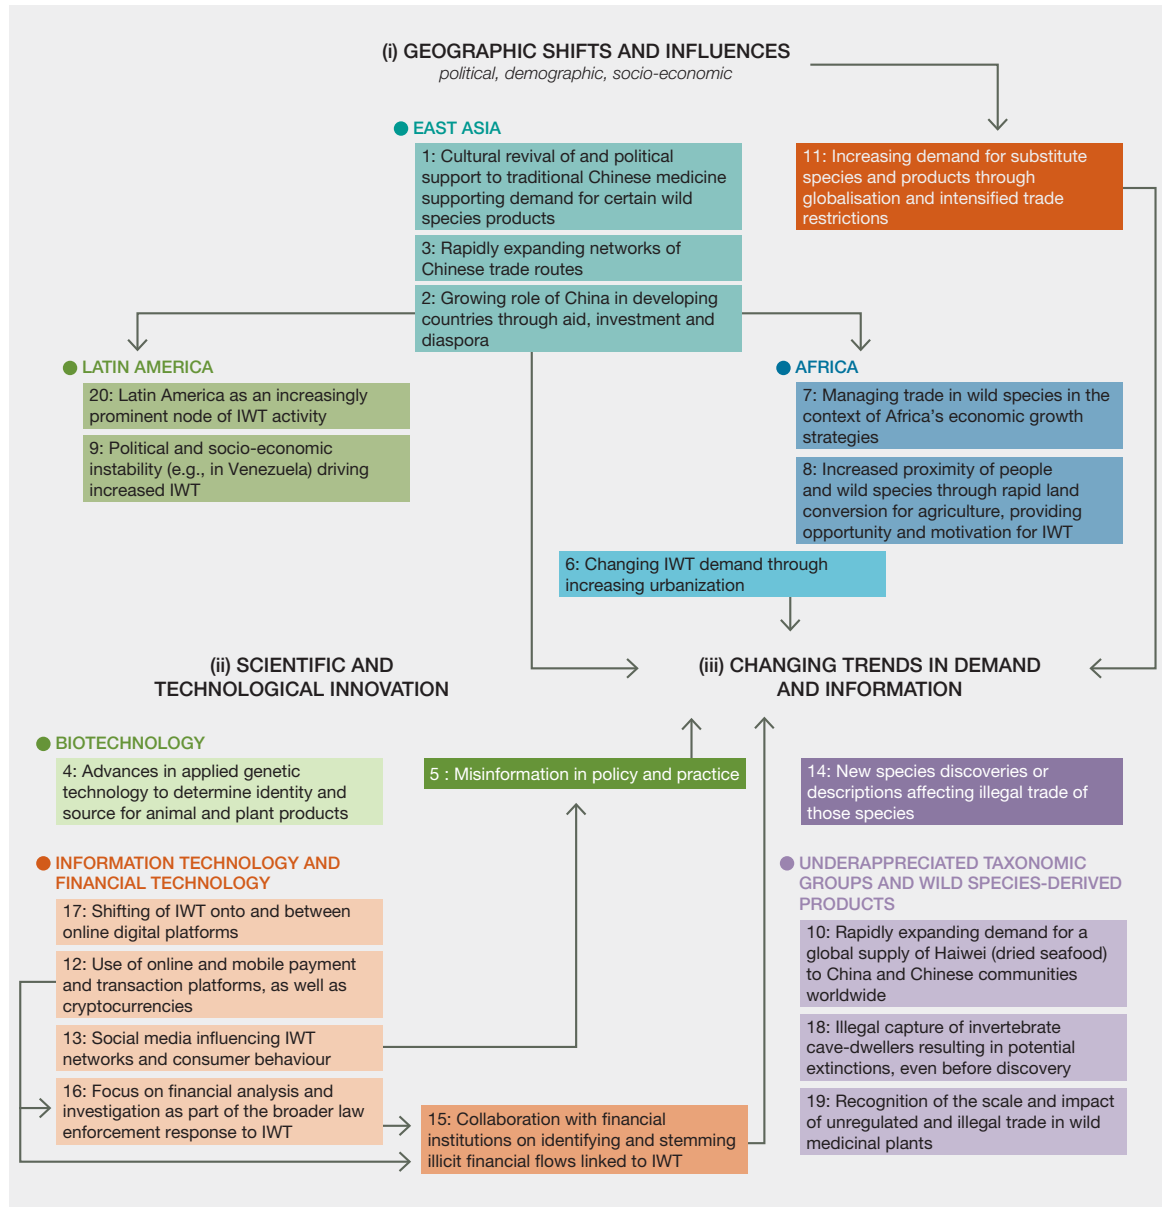 (i) GEOGRAPHIC SHIFTS AND INFLUENCES
political, demographic, socio-economic
EAST ASIA
1: Cultural revival of and political
support to traditional Chinese medicine
supporting demand for certain wild
species products
3: Rapidly expanding networks of
Chinese trade routes
2: Growing role of China in developing
countries through aid, investment and
diaspora
11: Increasing demand for substitute
species and products through
globalisation and intensified trade
restrictions
LATIN AMERICA
20: Latin America as an increasingly
prominent node of IWT activity
9: Political and socio-economic
instability (e.g., in Venezuela) driving
increased IWT
AFRICA
7: Managing trade in wild species in the
context of Africa's economic growth
strategies
8: Increased proximity of people
and wild species through rapid land
conversion for agriculture, providing
opportunity and motivation for IWT
6: Changing IWT demand through
increasing urbanization
(ii) SCIENTIFIC AND
TECHNOLOGICAL INNOVATION
(iii) CHANGING TRENDS IN DEMAND
AND INFORMATION
BIOTECHNOLOGY
4: Advances in applied genetic
technology to determine identity and
source for animal and plant products
5 : Misinformation in policy and practice
14: New species discoveries or
descriptions affecting illegal trade of
those species
INFORMATION TECHNOLOGY AND
FINANCIAL TECHNOLOGY
17: Shifting of IWT onto and between
online digital platforms
12: Use of online and mobile payment
and transaction platforms, as well as
cryptocurrencies
13: Social media influencing IWT
networks and consumer behaviour
16: Focus on financial analysis and
investigation as part of the broader law
enforcement response to IWT
15: Collaboration with financial
institutions on identifying and stemming
illicit financial flows linked to IWT
UNDERAPPRECIATED TAXONOMIC
GROUPS AND WILD SPECIES-DERIVED
PRODUCTS
10: Rapidly expanding demand for a
global supply of Haiwei (dried seafood)
to China and Chinese communities
worldwide
18: Illegal capture of invertebrate
cave-dwellers resulting in potential
extinctions, even before discovery
19: Recognition of the scale and impact
of unregulated and illegal trade in wild
medicinal plants